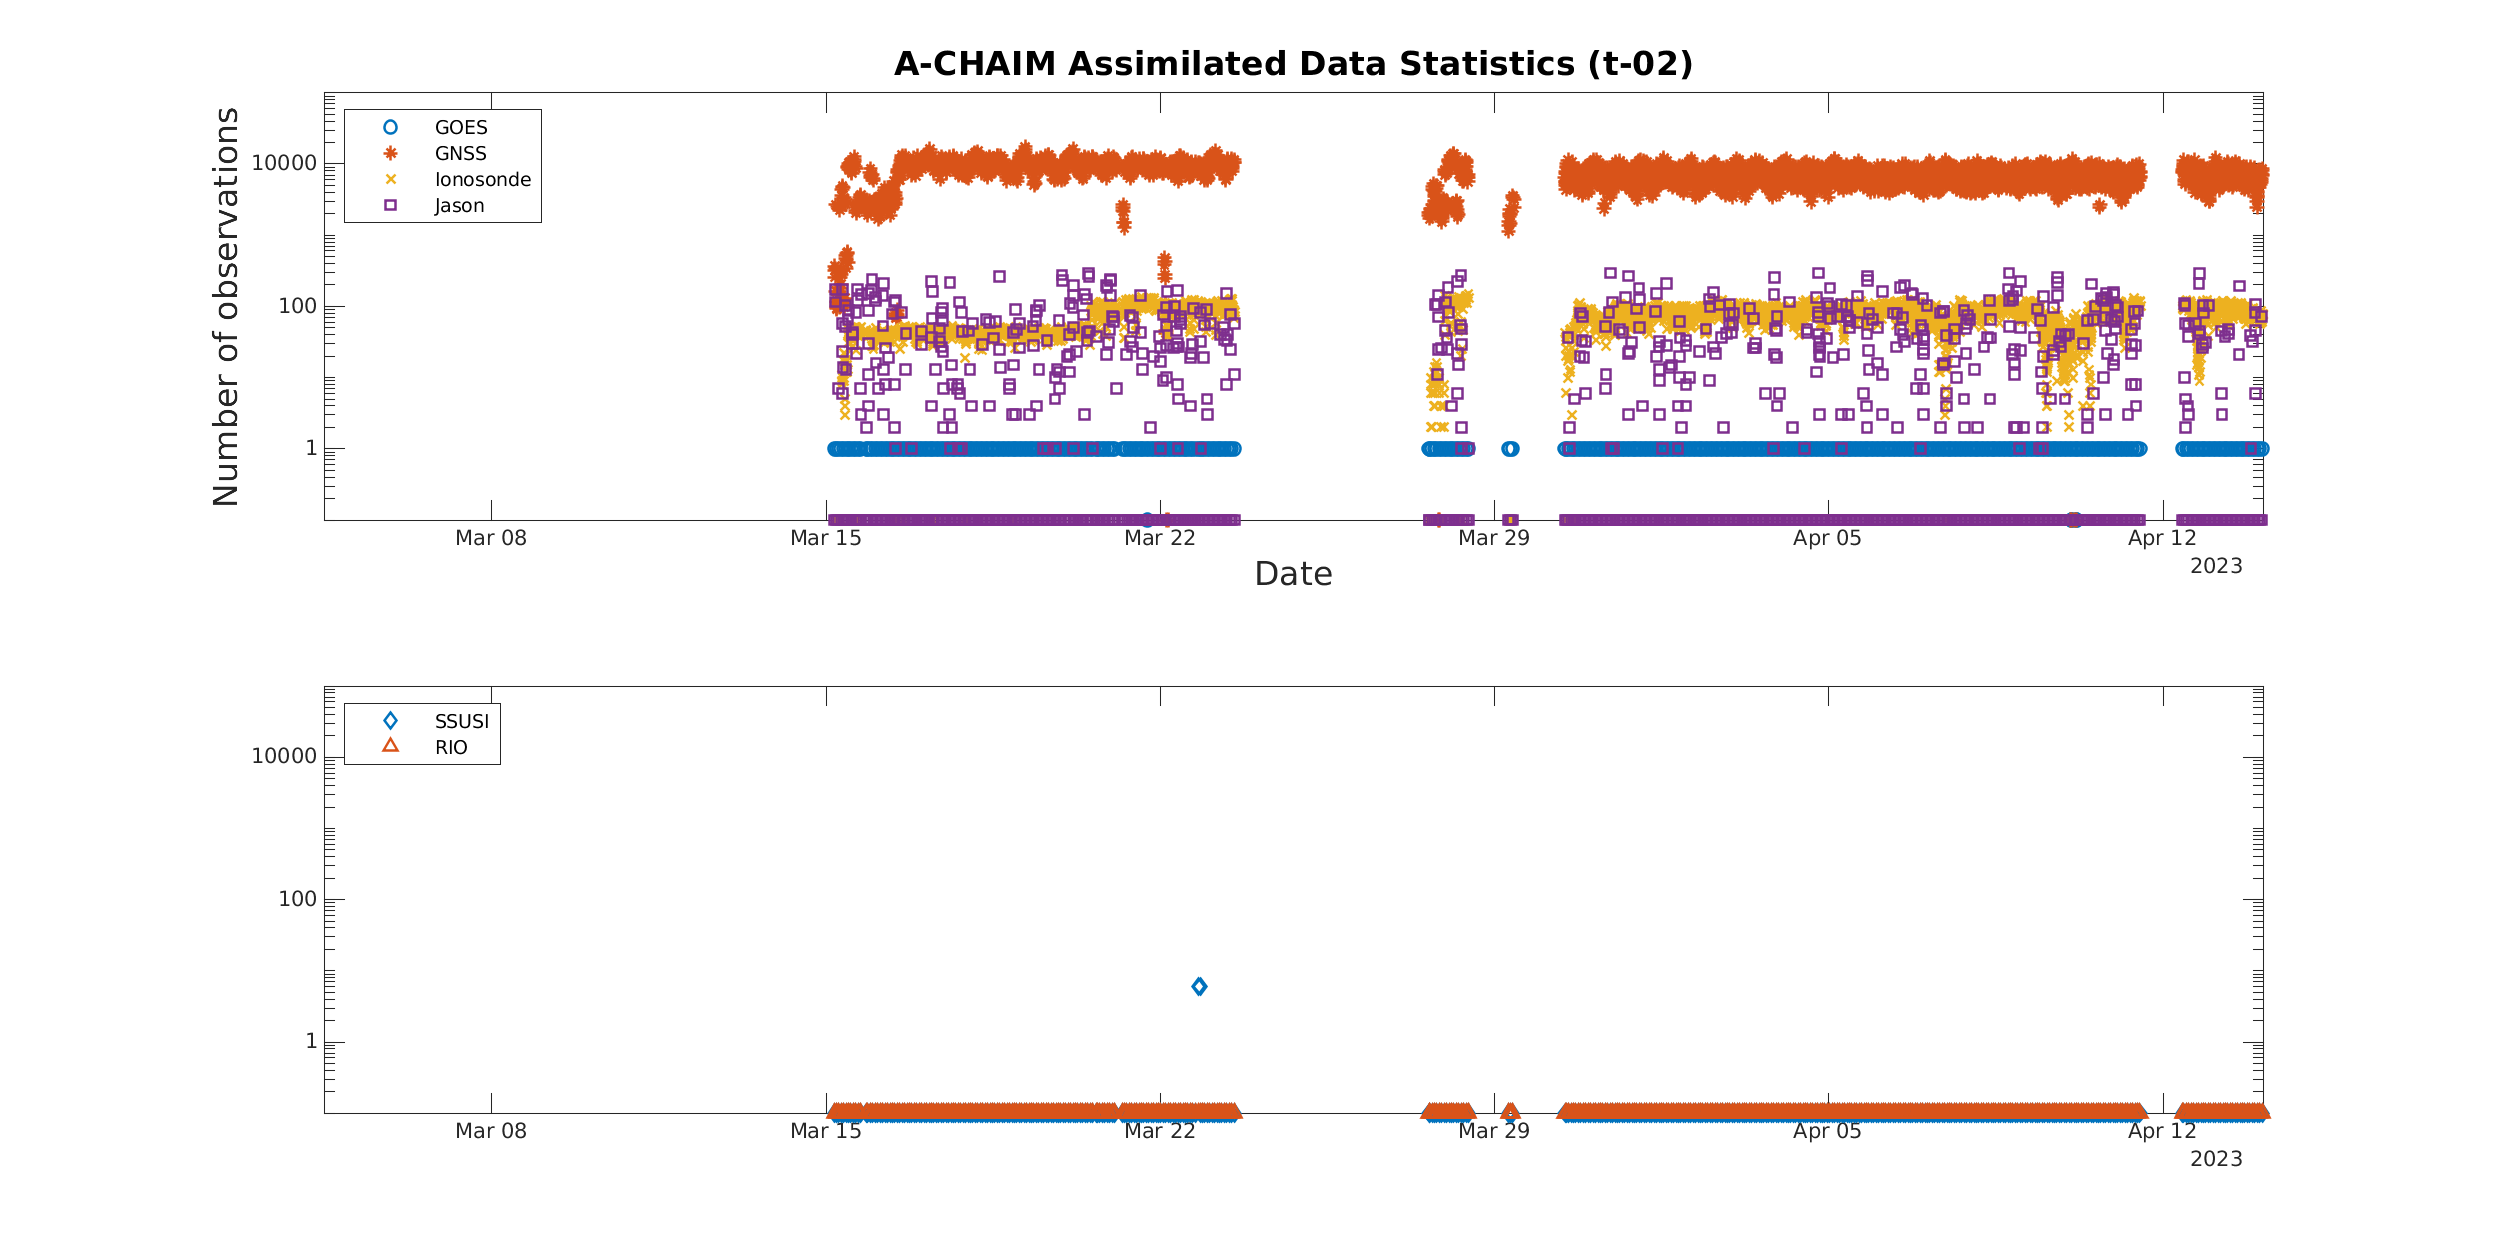 A-CHAIM Assimilated Data Statistics (t-02)
Number of observations
10000
100
1
GOES
GNSS
Ionosonde
Jason
Mar 08
Mar 15
Mar 22
Mar 29
Apr 05
Apr 12
2023
Date
10000
100
1
SSUSI
RIO
Mar 08
Mar 15
Mar 22
Mar 29
Apr 05
Apr 12
2023